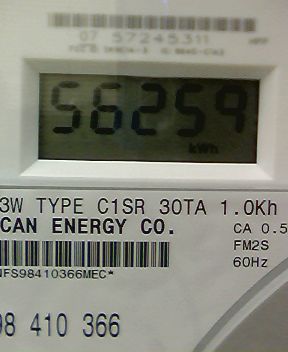 07 57245311
56259
kWh
3W TYPE C1SR 30TA 1.0Kh
CAN ENERGY CO.
CA 0.5
FM2S
60Hz
NFS98410366MEC*
98 410 366